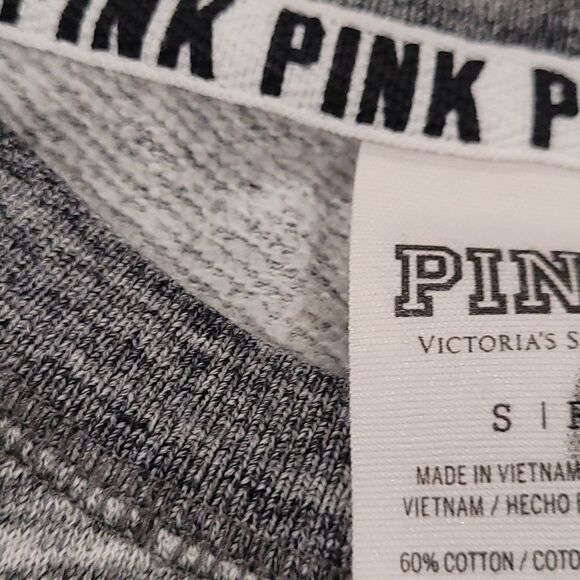 PINK PINK P
PIN
VICTORIA'S S
S |
MADE IN VIETNAM
VIETNAM / HECHO
60% COTTON / COTO